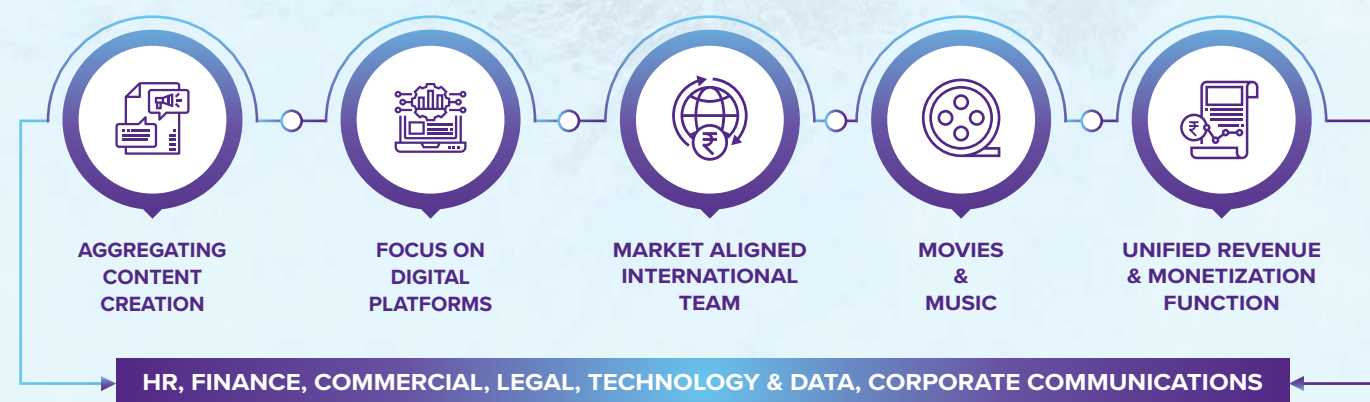 AGGREGATING
CONTENT
CREATION
FOCUS ON
DIGITAL
PLATFORMS
MARKET ALIGNED
INTERNATIONAL
TEAM
MOVIES
&
MUSIC
UNIFIED REVENUE
& MONETIZATION
FUNCTION
HR, FINANCE, COMMERCIAL, LEGAL, TECHNOLOGY & DATA, CORPORATE COMMUNICATIONS